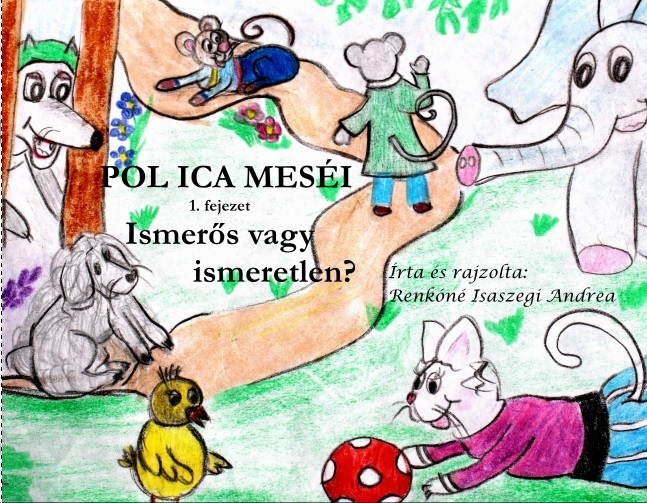 POL ICA MESÉI
1. fejezet
Ismerős vagy
ismeretlen?
Írta és rajzolta:
Renkóné Isaszegi Andrea